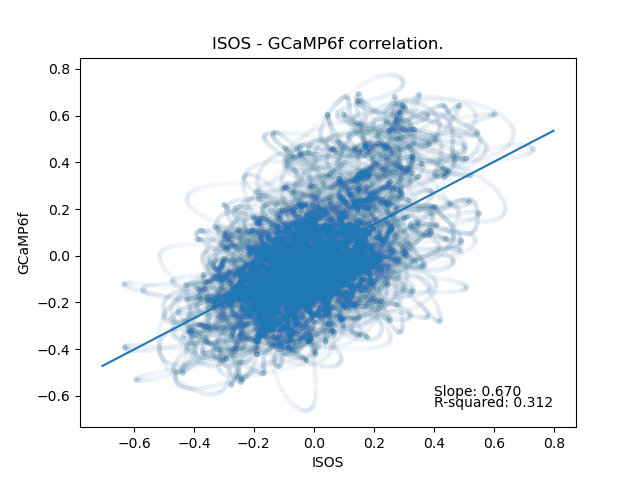 ISOS - GCaMP6f correlation.
0.8
0.6
0.4
0.2
0.0
−0.2
−0.4
−0.6
GCaMP6f
Slope: 0.670
R-squared: 0.312
−0.6 −0.4 −0.2 0.0 0.2 0.4 0.6 0.8
ISOS